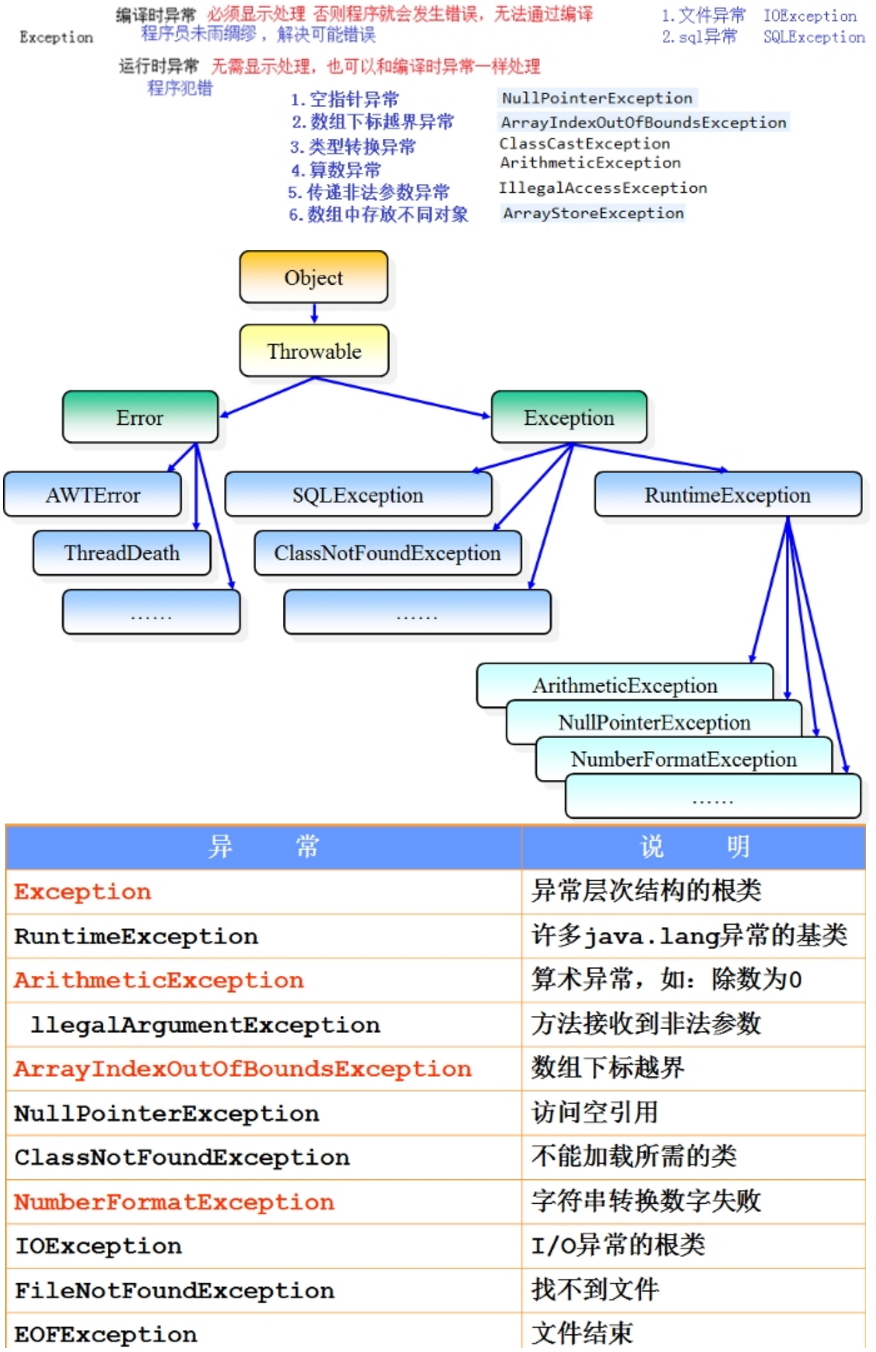 编译时异常 必须显示处理 否则程序就会发生错误，无法通过编译
1.文件异常 IOException
Exception
程序员未雨绸缪，解决可能错误
2.sql异常 SQLException
运行时异常 无需显示处理，也可以和编译时异常一样处理
程序犯错
1.空指针异常 NullPointerException
2.数组下标越界异常 ArrayIndexOutOfBoundsException
3.类型转换异常 ClassCastException
4.算数异常 ArithmeticException
5.传递非法参数异常 IllegalAccessException
6.数组中存放不同对象 ArrayStoreException
Object
Throwable
Error
Exception
AWTError
SQLException
RuntimeException
ThreadDeath
ClassNotFoundException
……
……
ArithmeticException
NullPointerException
NumberFormatException
……
异 常 说 明
Exception 异常层次结构的根类
RuntimeException 许多java.lang异常的基类
ArithmeticException 算术异常，如：除数为0
llegalArgumentException 方法接收到非法参数
ArrayIndexOutOfBoundsException 数组下标越界
NullPointerException 访问空引用
ClassNotFoundException 不能加载所需的类
NumberFormatException 字符串转换数字失败
IOException I/O异常的根类
FileNotFoundException 找不到文件
EOFException 文件结束